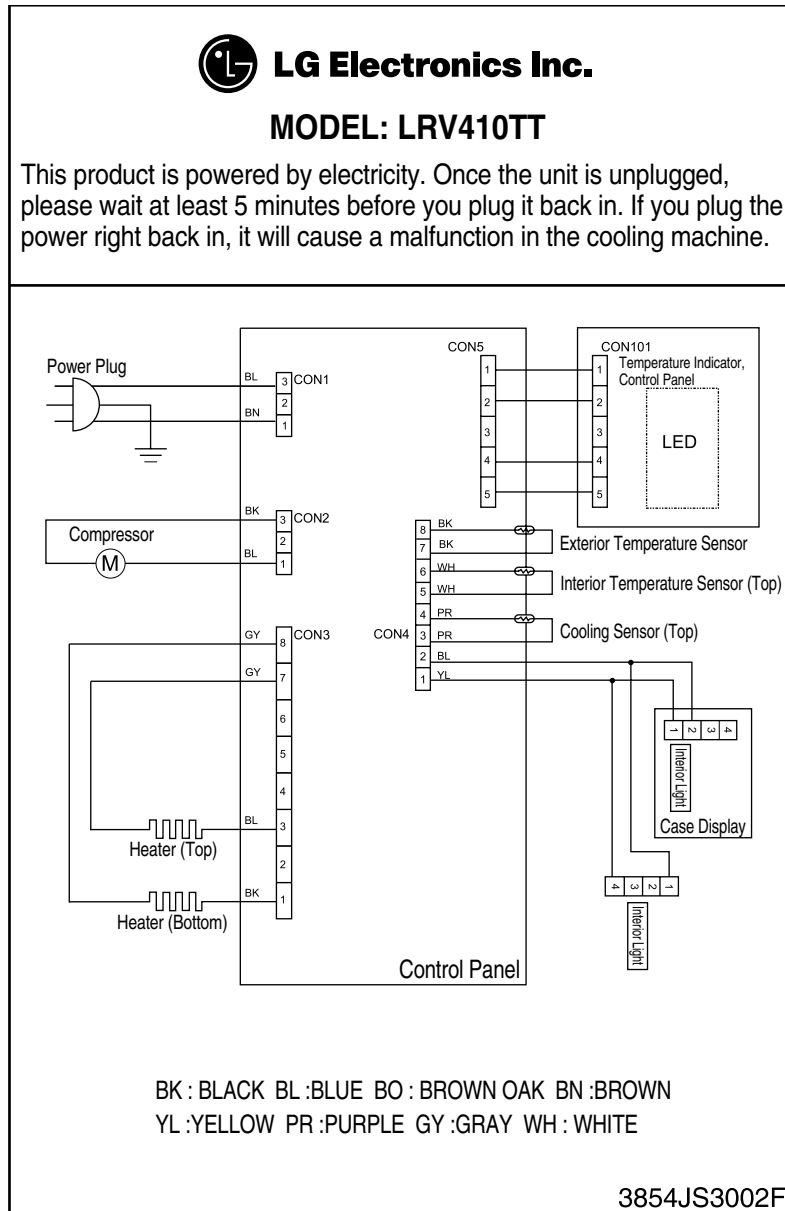 LG Electronics Inc.
MODEL: LRV410TT
This product is powered by electricity. Once the unit is unplugged,
please wait at least 5 minutes before you plug it back in. If you plug the
power right back in, it will cause a malfunction in the cooling machine.
Power Plug
BL
3
CON1
2
BN
1
Compressor
M
BK
3
CON2
2
BL
1
GY
8
CON3
GY
7
6
5
4
BL
3
Heater (Top)
2
BK
1
Heater (Bottom)
CON5
1
2
3
4
5
CON101
Temperature Indicator,
Control Panel
1
2
3
4
5
LED
CON4
8
BK
7
BK
Exterior Temperature Sensor
6
WH
5
WH
Interior Temperature Sensor (Top)
4
PR
3
PR
Cooling Sensor (Top)
2
BL
1
YL
1 2 3 4
Interior Light
Case Display
4 3 2 1
Interior Light
Control Panel
BK : BLACK BL :BLUE BO : BROWN OAK BN :BROWN
YL :YELLOW PR :PURPLE GY :GRAY WH : WHITE
3854JS3002F